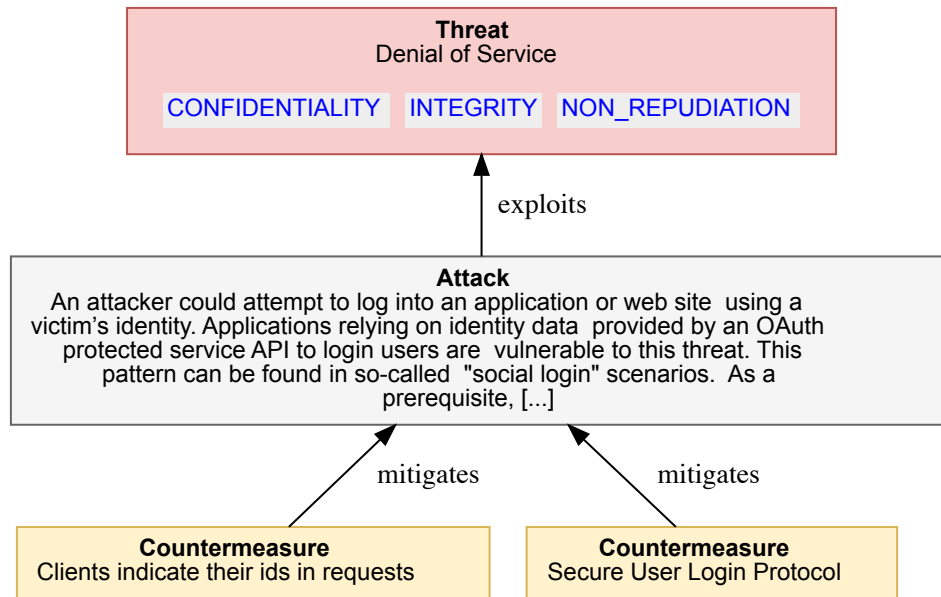 Threat
Denial of Service
CONFIDENTIALITY INTEGRITY NON_REPUDIATION
exploits
Attack
An attacker could attempt to log into an application or web site using a
victim’s identity. Applications relying on identity data provided by an OAuth
protected service API to login users are vulnerable to this threat. This
pattern can be found in so-called "social login" scenarios. As a
prerequisite, [...]
mitigates mitigates
Countermeasure
Clients indicate their ids in requests
Countermeasure
Secure User Login Protocol